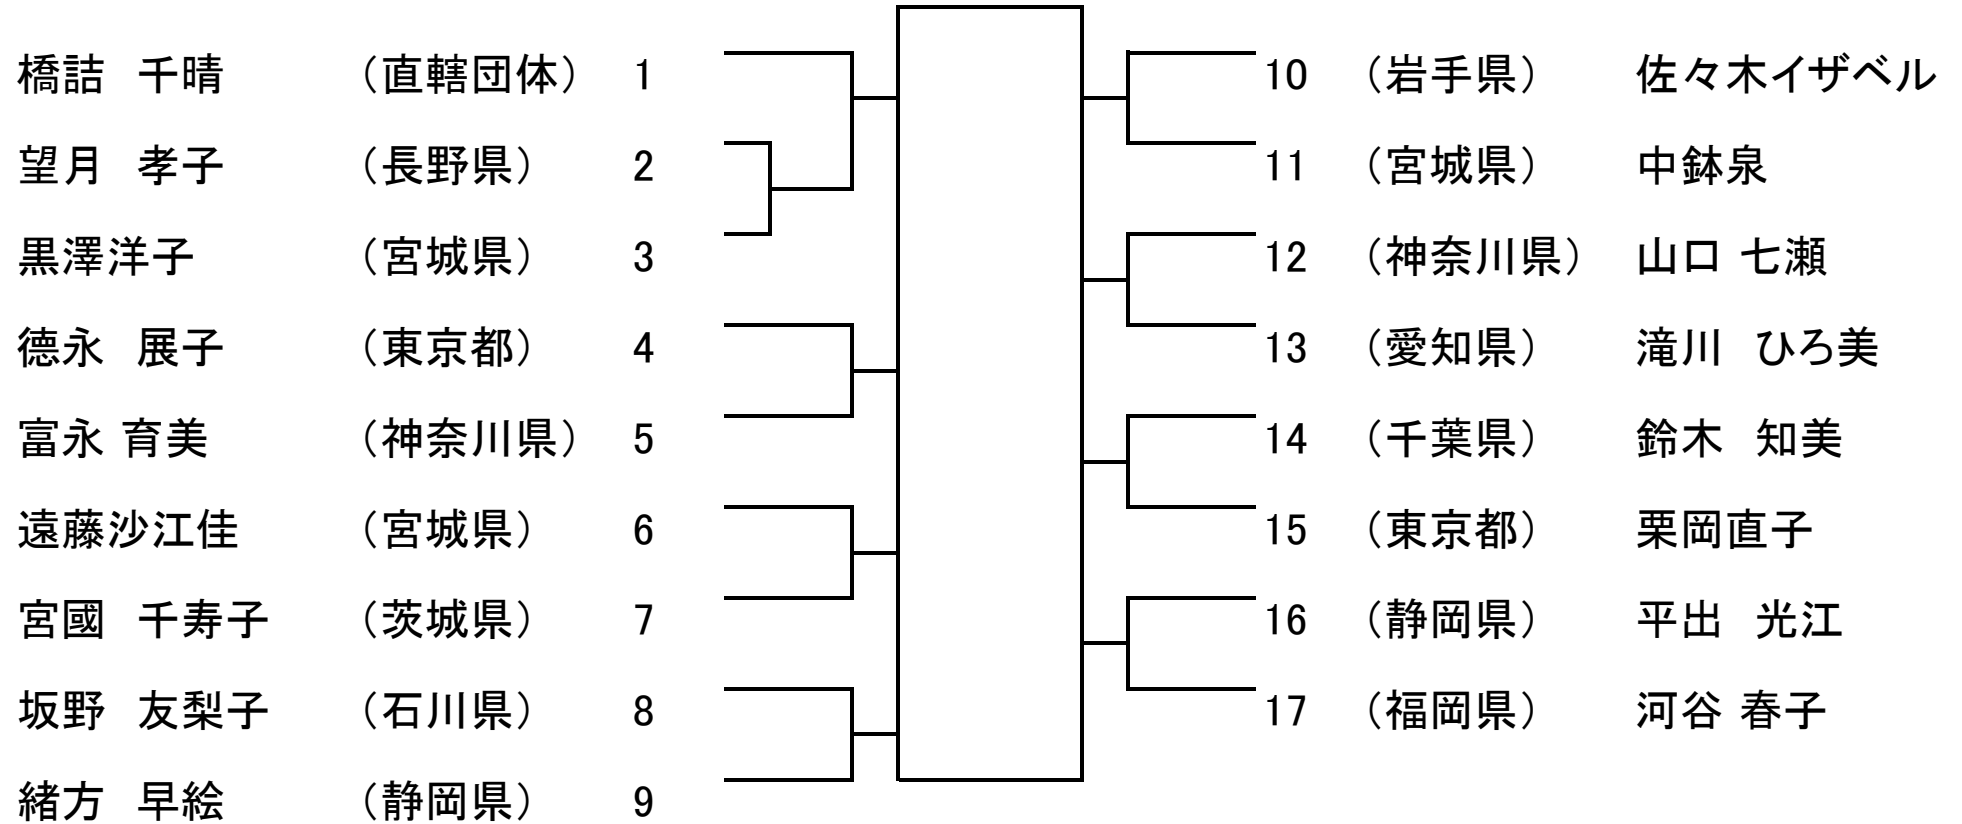 橋詰　千晴　（直轄団体）　1　10　（岩手県）　佐々木イザベル
望月　孝子　（長野県）　2　11　（宮城県）　中鉢泉
黒澤洋子　（宮城県）　3　12　（神奈川県）　山口 七瀬
德永　展子　（東京都）　4　13　（愛知県）　滝川　ひろ美
富永 育美　（神奈川県）　5　14　（千葉県）　鈴木　知美
遠藤沙江佳　（宮城県）　6　15　（東京都）　栗岡直子
宮國　千寿子　（茨城県）　7　16　（静岡県）　平出　光江
坂野　友梨子　（石川県）　8　17　（福岡県）　河谷 春子
緒方　早絵　（静岡県）　9